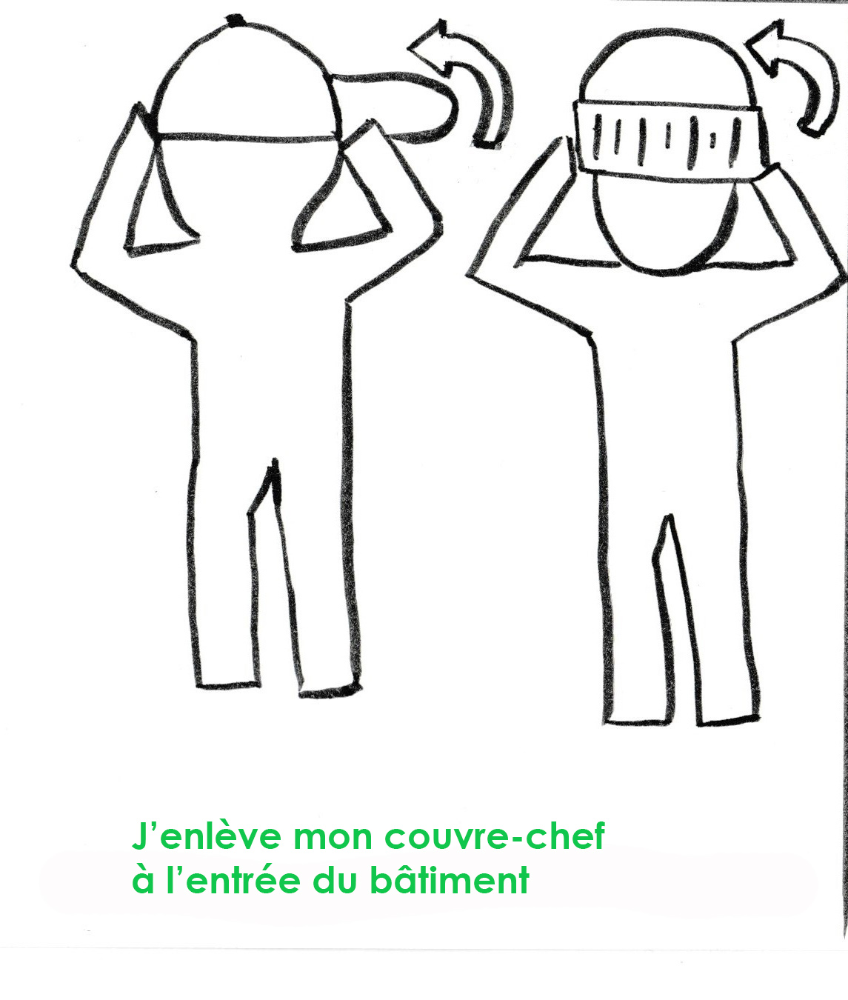 J’enlève mon couvre-chef
à l’entrée du bâtiment